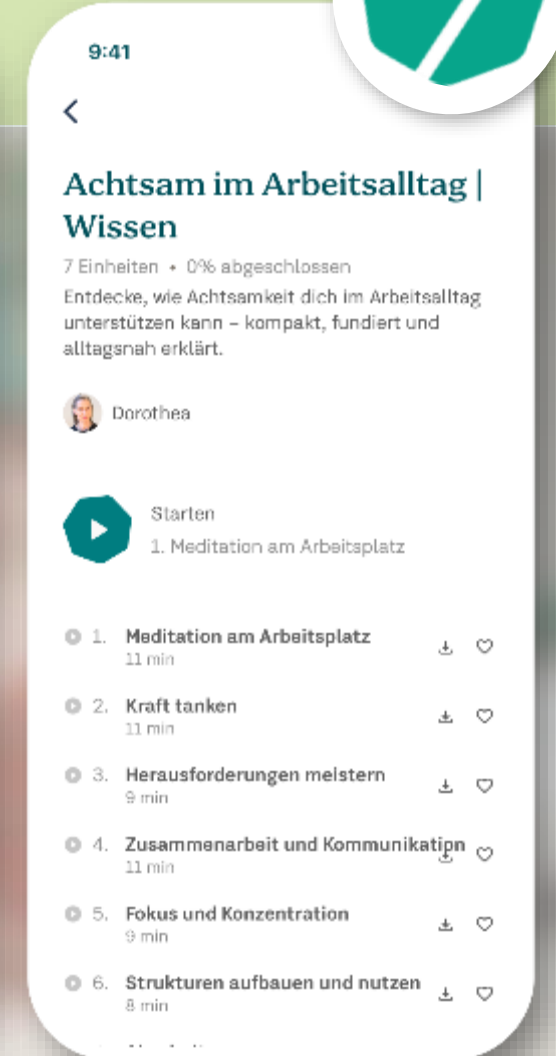 9:41
Achtsam im Arbeitsalltag |
Wissen
7 Einheiten • 0% abgeschlossen
Entdecke, wie Achtsamkeit dich im Arbeitsalltag
unterstützen kann – kompakt, fundiert und
alltagsnah erklärt.
Dorothea
Starten
1. Meditation am Arbeitsplatz
1. Meditation am Arbeitsplatz
11 min
2. Kraft tanken
11 min
3. Herausforderungen meistern
9 min
4. Zusammenarbeit und Kommunikation
11 min
5. Fokus und Konzentration
9 min
6. Strukturen aufbauen und nutzen
8 min